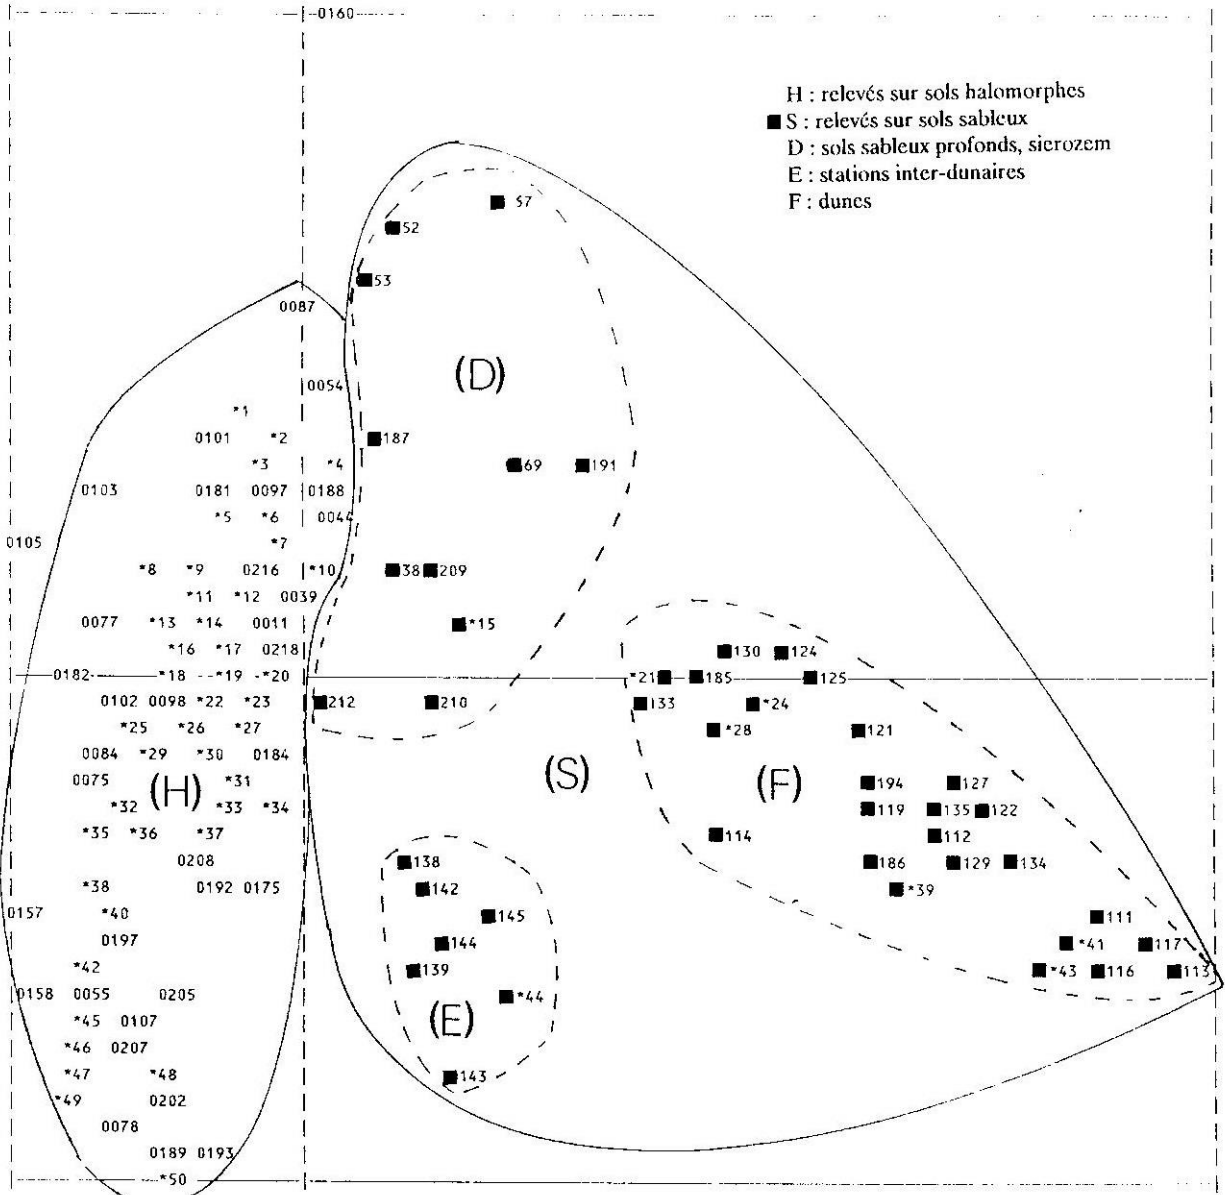 0160
H : relevés sur sols halomorphes
S : relevés sur sols sableux
D : sols sableux profonds, sierozem
E : stations inter-dunaires
F : dunes
57
52
53
0087
(D)
0054
*1
0101 *2 187
*3 *4 69 191
0103 0181 0097 0188
*5 *6 0044
0105 *7
*8 *9 0216 *10 38 209
*11 *12 0039
0077 *13 *14 0011 *15
*16 *17 0218 130 124
0182 *18 *19 *20 *21 185 125
0102 0098 *22 *23 212 210 133 *24
*25 *26 *27 *28 121
0084 *29 *30 0184
(S)
0075 *31 194 127
(H) (F)
*32 *33 *34 119 135 122
*35 *36 *37 114 112
0208 138 186 129 134
*38 0192 0175 142 *39
0157 *40 145 111
0197 144 *41 117
*42 139 *43 116 113
0158 0055 0205 *44
*45 0107 (E)
*46 0207
*47 *48 143
*49 0202
0078
0189 0193
*50